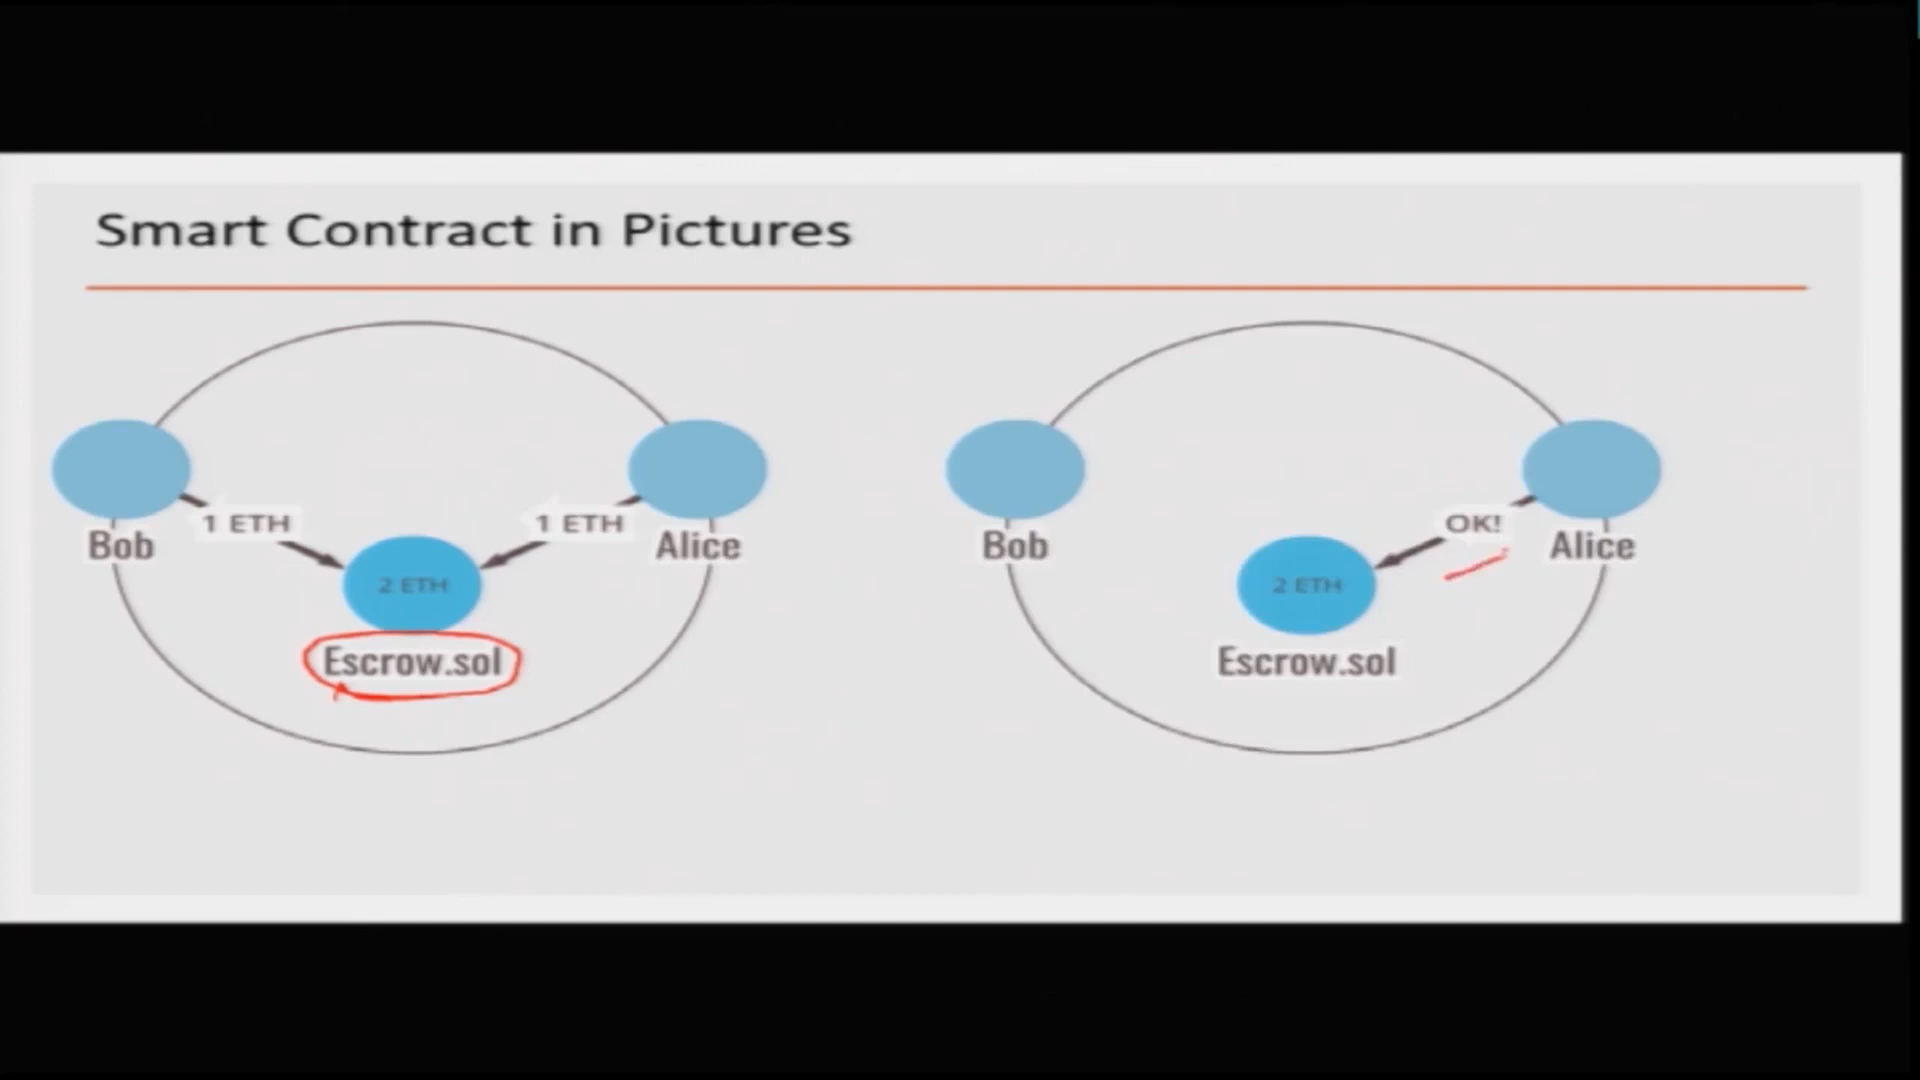 Smart Contract in Pictures
1 ETH
1 ETH
Bob
Alice
2 ETH
Escrow.sol
OK!
Bob
Alice
2 ETH
Escrow.sol